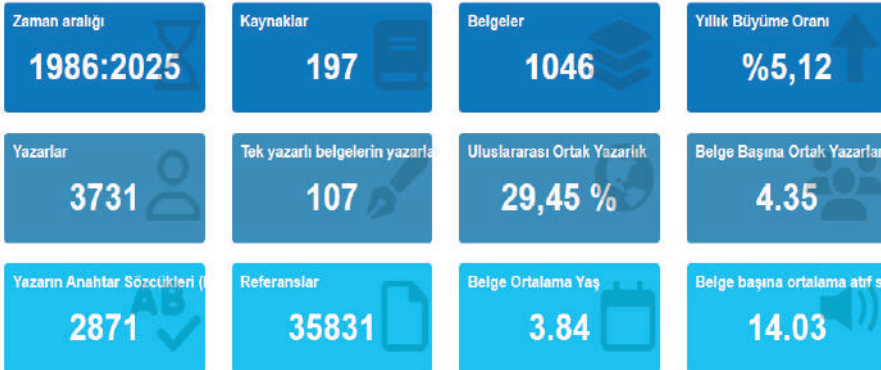 Zaman aralığı
1986:2025
Kaynaklar
197
Belgeler
1046
Yıllık Büyüme Oranı
%5,12
Yazarlar
3731
Tek yazarlı belgelerin yazarla
107
Uluslararası Ortak Yazarlık
29,45 %
Belge Başına Ortak Yazarlar
4.35
Yazarın Anahtar Sözcükleri (
2871
AB
Referanslar
35831
Belge Ortalama Yaş
3.84
Belge başına ortalama atıf s
14.03